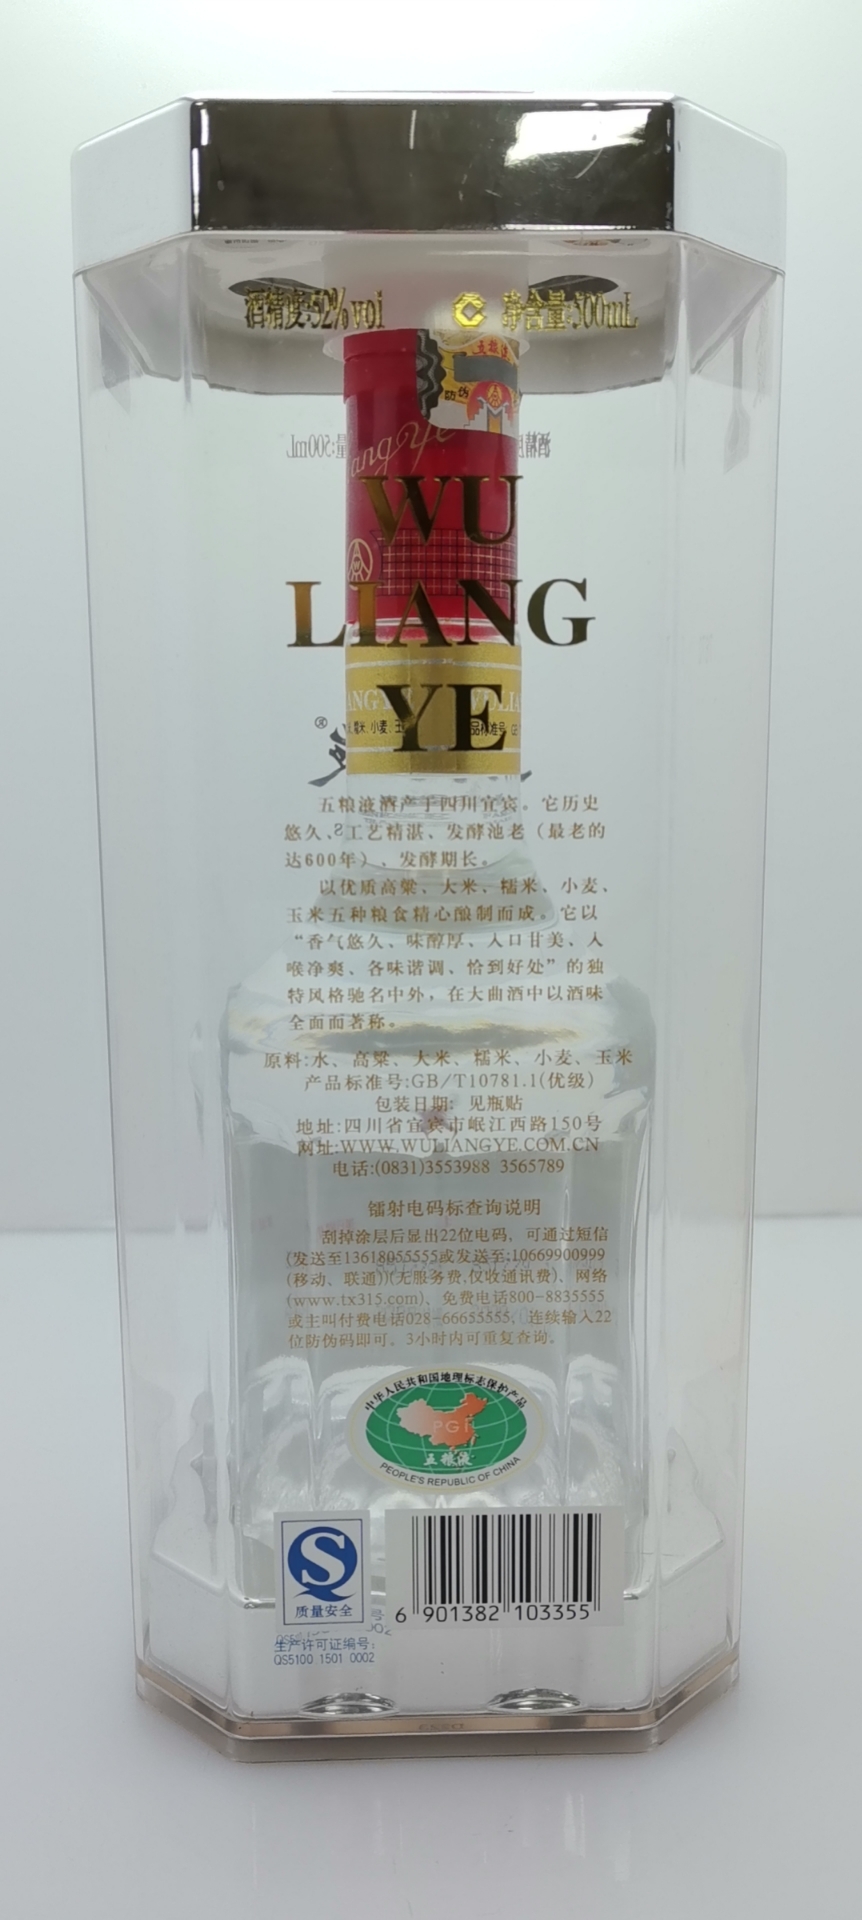 酒精度:52%vol 净含量:500mL
五粮液
防伪
WU
LIANG
YE
五粮液酒产于四川宜宾。它历史
悠久、工艺精湛、发酵池老（最老的
达600年）、发酵期长。
以优质高粱、大米、糯米、小麦、
玉米五种粮食精心酿制而成。它以
“香气悠久、味醇厚、入口甘美、入
喉净爽、各味谐调、恰到好处”的独
特风格驰名中外，在大曲酒中以酒味
全面而著称。
原料:水、高粱、大米、糯米、小麦、玉米
产品标准号:GB/T10781.1(优级)
包装日期: 见瓶贴
地址:四川省宜宾市岷江西路150号
网址:WWW.WULIANGYE.COM.CN
电话:(0831)3553988 3565789
镭射电码标查询说明
刮掉涂层后显出22位电码，可通过短信
(发送至13618055555或发送至:10669900999
(移动、联通))(无服务费,仅收通讯费)、网络
(www.tx315.com)、免费电话800-8835555
或主叫付费电话028-66655555，连续输入22
位防伪码即可。3小时内可重复查询。
中华人民共和国地理标志保护产品
PGI
五粮液
PEOPLE'S REPUBLIC OF CHINA
S
质量安全
6 901382 103355
生产许可证编号:
QS5100 1501 0002